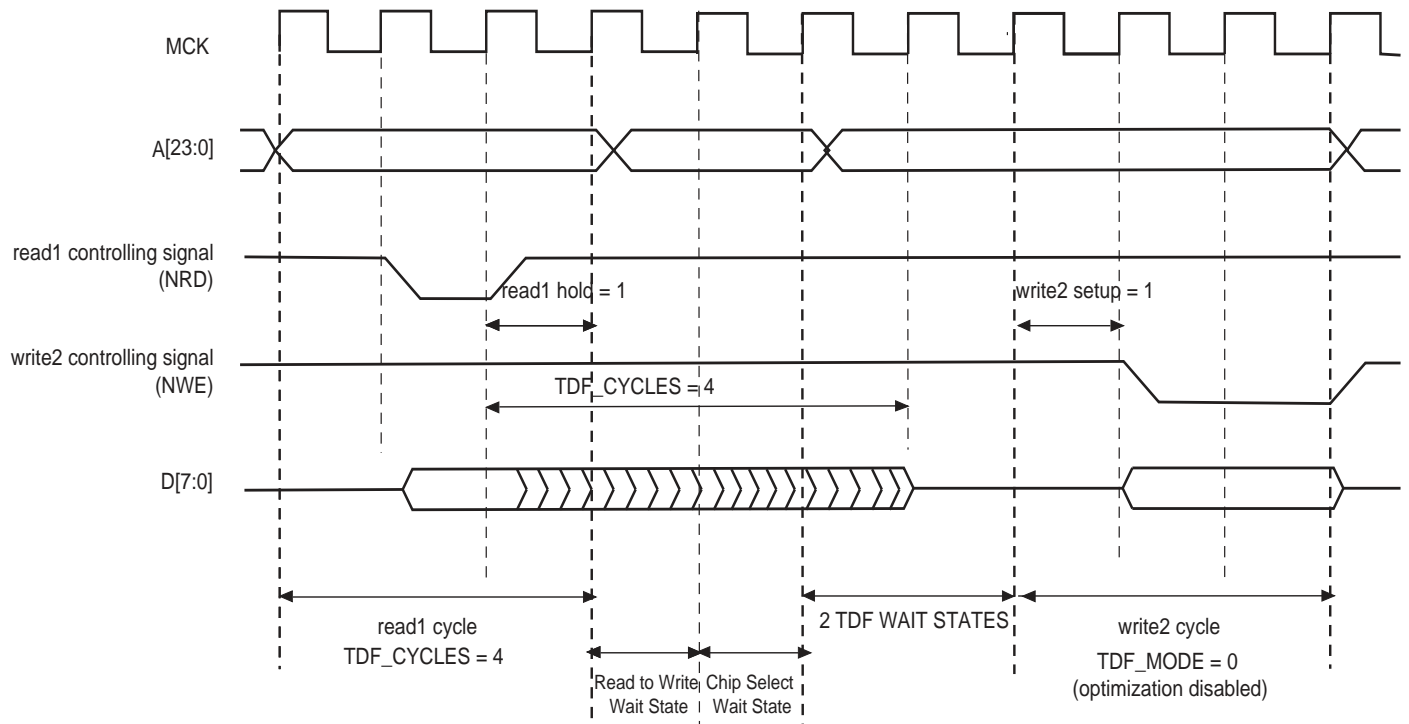 MCK
A[23:0]
read1 controlling signal
(NRD)
read1 hold = 1
write2 setup = 1
write2 controlling signal
(NWE)
TDF_CYCLES = 4
D[7:0]
2 TDF WAIT STATES
read1 cycle
TDF_CYCLES = 4
write2 cycle
TDF_MODE = 0
(optimization disabled)
Read to Write
Wait State
Chip Select
Wait State